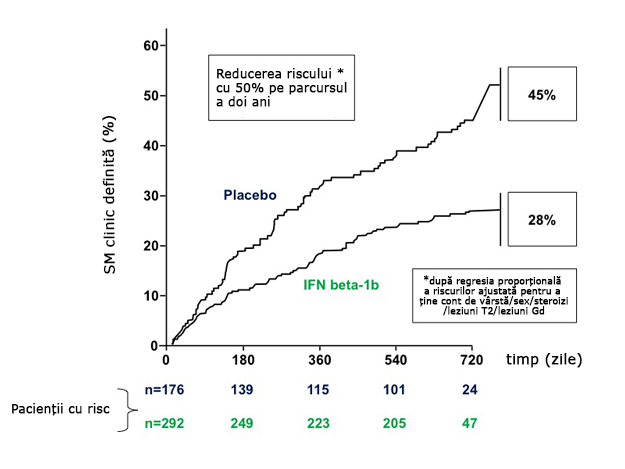 60
50
40
30
20
10
0
SM clinic definită (%)
Reducerea riscului *
cu 50% pe parcursul
a doi ani
45%
Placebo
28%
IFN beta-1b
*după regresia proporțională
a riscurilor ajustată pentru a
ține cont de vârstă/sex/steroizi
/leziuni T2/leziuni Gd
0 180 360 540 720 timp (zile)
Pacienții cu risc
n=176 139 115 101 24
n=292 249 223 205 47